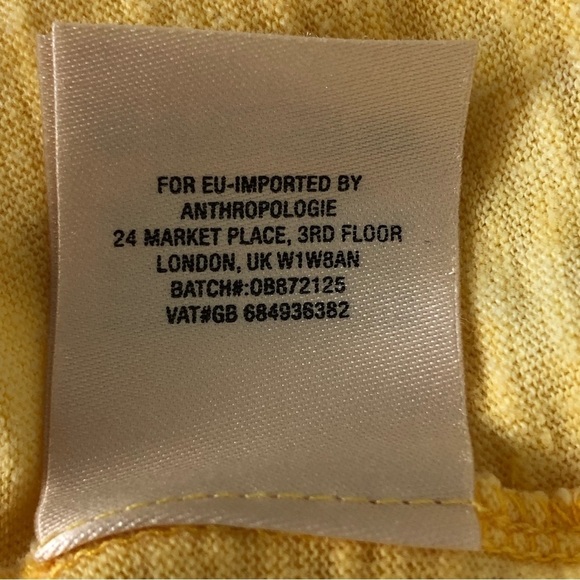 FOR EU-IMPORTED BY
ANTHROPOLOGIE
24 MARKET PLACE, 3RD FLOOR
LONDON, UK W1W8AN
BATCH#:OB872125
VAT#GB 684936382